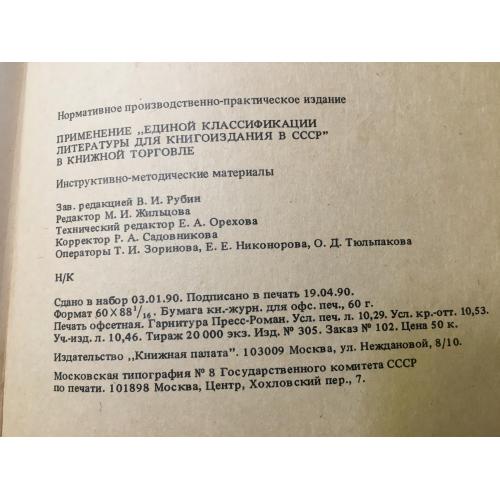 Нормативное производственно-практическое издание
ПРИМЕНЕНИЕ „ЕДИНОЙ КЛАССИФИКАЦИИ
ЛИТЕРАТУРЫ ДЛЯ КНИГОИЗДАНИЯ В СССР"
В КНИЖНОЙ ТОРГОВЛЕ
Инструктивно-методические материалы
Зав. редакцией В. И. Рубин
Редактор М. И. Жильцова
Технический редактор Е. А. Орехова
Корректор Р. А. Садовникова
Операторы Т. И. Зоринова, Е. Е. Никонорова, О. Д. Тюльпакова
Н/К
Сдано в набор 03.01.90. Подписано в печать 19.04.90.
Формат 60 X 88 1/16. Бумага кн.-журн. для офс. печ., 60 г.
Печать офсетная. Гарнитура Пресс-Роман. Усл. печ. л. 10,29. Усл. кр.-отт. 10,53.
Уч.-изд. л. 10,46. Тираж 20 000 экз. Изд. № 305. Заказ № 102. Цена 50 к.
Издательство „Книжная палата". 103009 Москва, ул. Неждановой, 8/10.
Московская типография № 8 Государственного комитета СССР
по печати. 101898 Москва, Центр, Хохловский пер., 7.